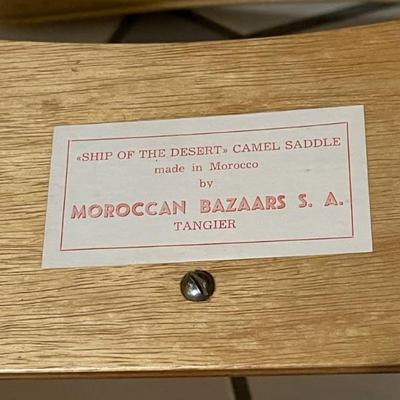 «SHIP OF THE DESERT» CAMEL SADDLE
made in Morocco
by
MOROCCAN BAZAARS S. A.
TANGIER